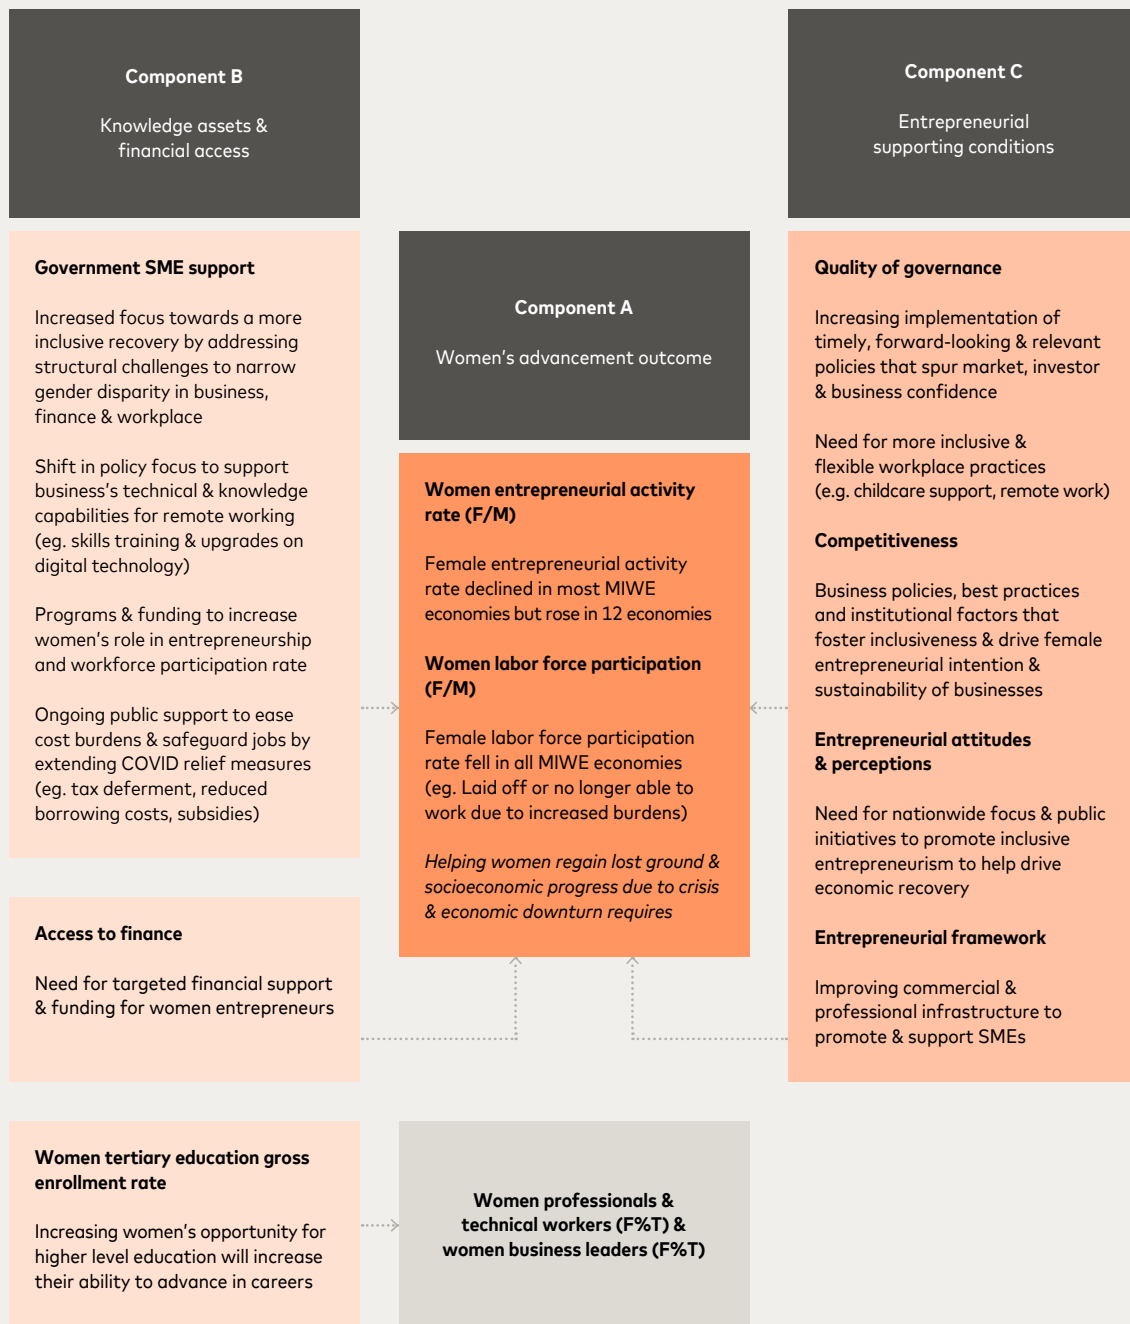 Component B
Knowledge assets &
financial access
Government SME support
Increased focus towards a more
inclusive recovery by addressing
structural challenges to narrow
gender disparity in business,
finance & workplace
Shift in policy focus to support
business's technical & knowledge
capabilities for remote working
(eg. skills training & upgrades on
digital technology)
Programs & funding to increase
women's role in entrepreneurship
and workforce participation rate
Ongoing public support to ease
cost burdens & safeguard jobs by
extending COVID relief measures
(eg. tax deferment, reduced
borrowing costs, subsidies)
Access to finance
Need for targeted financial support
& funding for women entrepreneurs
Women tertiary education gross
enrollment rate
Increasing women's opportunity for
higher level education will increase
their ability to advance in careers
Component A
Women's advancement outcome
Women entrepreneurial activity
rate (F/M)
Female entrepreneurial activity
rate declined in most MIWE
economies but rose in 12 economies
Women labor force participation
(F/M)
Female labor force participation
rate fell in all MIWE economies
(eg. Laid off or no longer able to
work due to increased burdens)
Helping women regain lost ground &
socioeconomic progress due to crisis
& economic downturn requires
Women professionals &
technical workers (F%T) &
women business leaders (F%T)
Component C
Entrepreneurial
supporting conditions
Quality of governance
Increasing implementation of
timely, forward-looking & relevant
policies that spur market, investor
& business confidence
Need for more inclusive &
flexible workplace practices
(e.g. childcare support, remote work)
Competitiveness
Business policies, best practices
and institutional factors that
foster inclusiveness & drive female
entrepreneurial intention &
sustainability of businesses
Entrepreneurial attitudes
& perceptions
Need for nationwide focus & public
initiatives to promote inclusive
entrepreneurism to help drive
economic recovery
Entrepreneurial framework
Improving commercial &
professional infrastructure to
promote & support SMEs